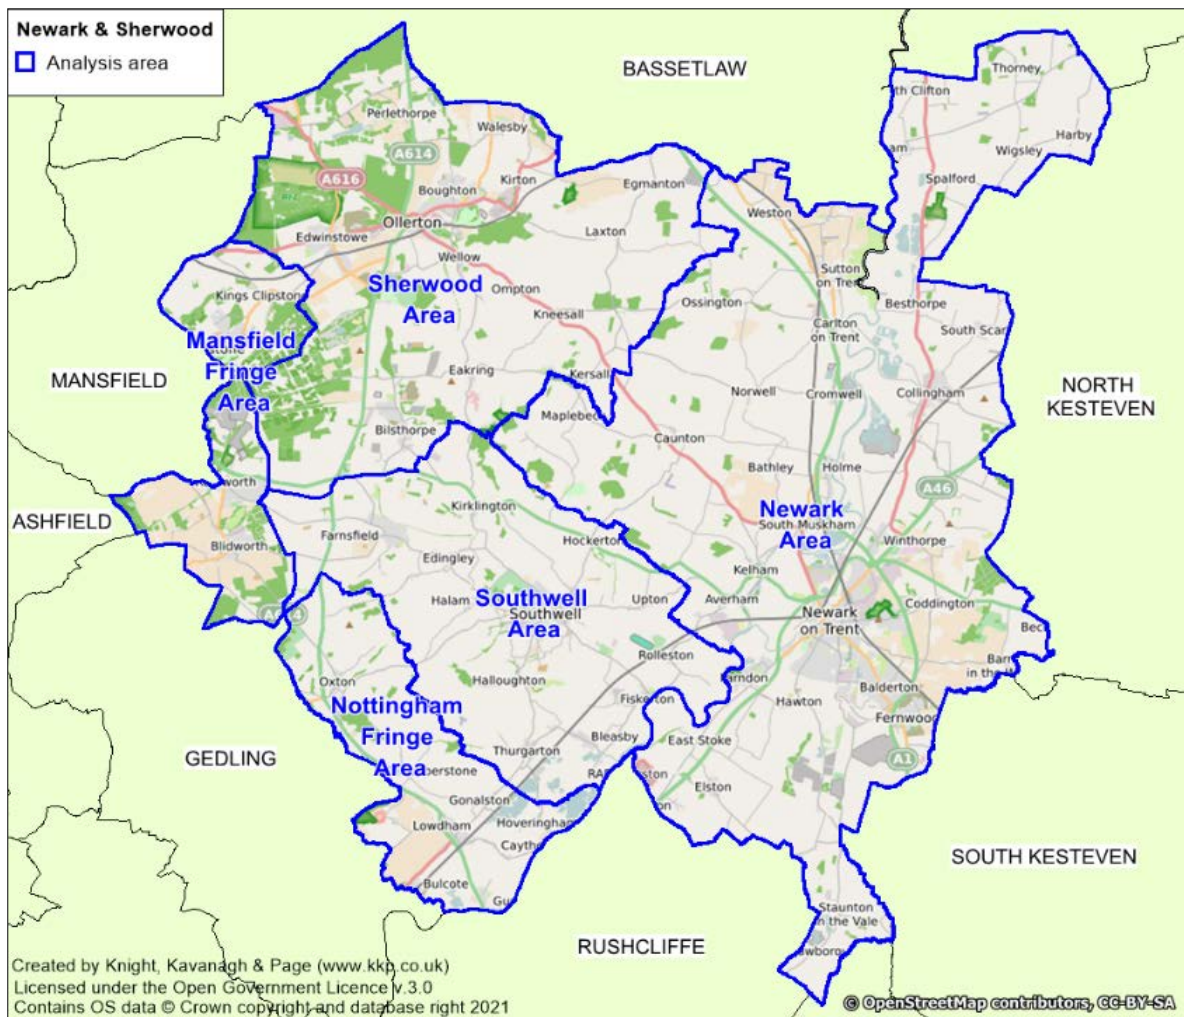 Newark & Sherwood
Analysis area
BASSETLAW
Thorney
th Clifton
Perlethorpe
Walesby
Harby
A614
Wigsley
A616
Boughton
Kirton
Egmanton
Spalford
Ollerton
Weston
Edwinstowe
Laxton
Wellow
Sutton
on Trent
Sherwood
Area
Ompton
Kings Clipstone
Ossington
Besthorpe
Kneesall
Carlton
on Trent
South Scar
Mansfield
Fringe
Area
MANSFIELD
Eakring
Kersall
Norwell
Cromwell
Collingham
NORTH
KESTEVEN
Maplebeck
Bilsthorpe
Caunton
Bathley
Holme
A46
Kirklington
Newark
Area
South Muskham
ASHFIELD
Farnsfield
Winthorpe
Blidworth
Hockerton
Edingley
Kelham
Halam
Southwell
Area
Southwell
Upton
Averham
Coddington
Newark
on Trent
Rolleston
Oxton
Halloughton
Balderton
Hawton
Fiskerton
Nottingham
Fringe
Area
Fernwood
Bleasby
East Stoke
GEDLING
Thurgarton
A1
Elston
Gonalston
Lowdham
Hoveringham
Bulcote
SOUTH KESTEVEN
Staunton
in the Vale
RUSHCLIFFE
Created by Knight, Kavanagh & Page (www.kkp.co.uk)
Licensed under the Open Government Licence v.3.0
Contains OS data © Crown copyright and database right 2021
© OpenStreetMap contributors, CC-BY-SA